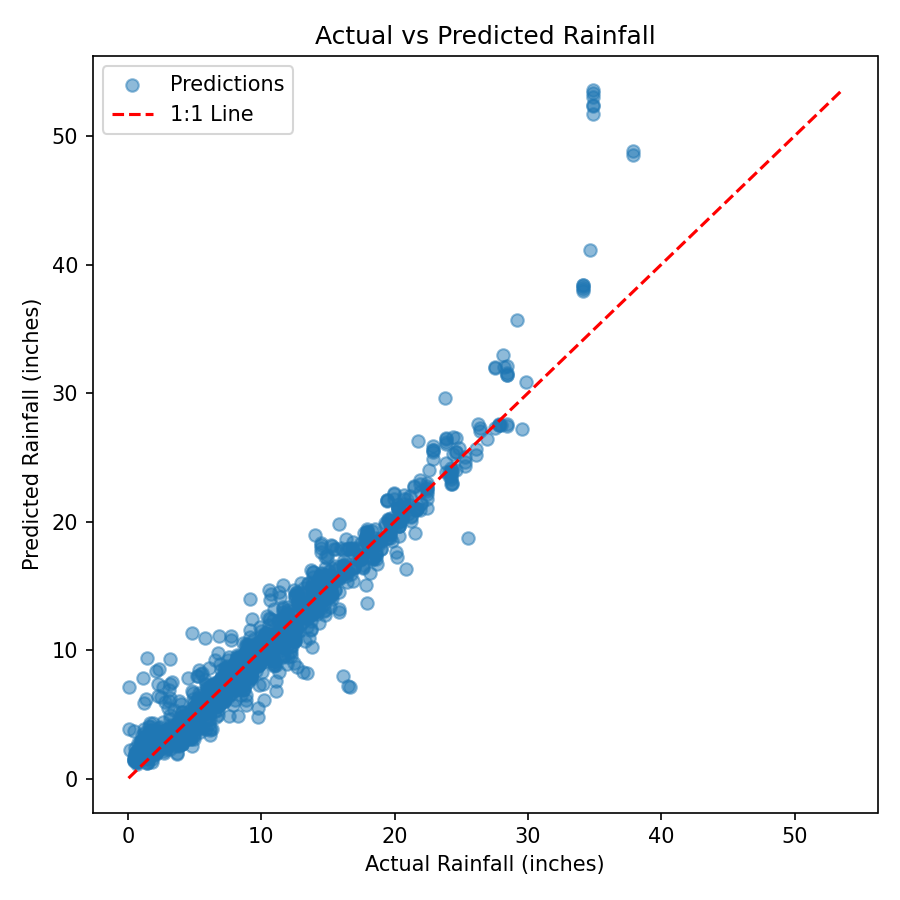 Actual vs Predicted Rainfall
Predictions
1:1 Line
Predicted Rainfall (inches)
50
40
30
20
10
0
0 10 20 30 40 50
Actual Rainfall (inches)